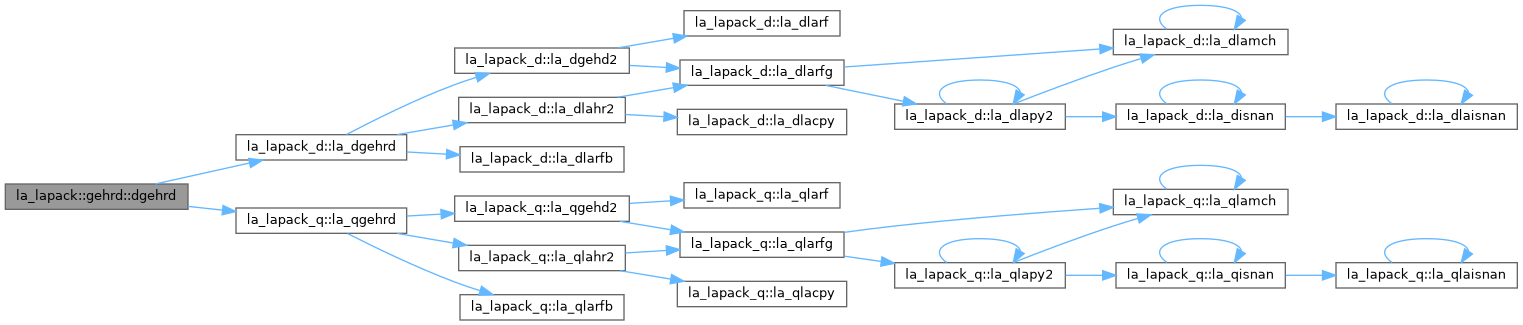 la_lapack::gehrd::dgehrd
la_lapack_d::la_dgehrd
la_lapack_d::la_dgehd2
la_lapack_d::la_dlarf
la_lapack_d::la_dlarfg
la_lapack_d::la_dlamch
la_lapack_d::la_dlapy2
la_lapack_d::la_disnan
la_lapack_d::la_dlaisnan
la_lapack_d::la_dlahr2
la_lapack_d::la_dlacpy
la_lapack_d::la_dlarfb
la_lapack_q::la_qgehrd
la_lapack_q::la_qgehd2
la_lapack_q::la_qlarf
la_lapack_q::la_qlarfg
la_lapack_q::la_qlamch
la_lapack_q::la_qlapy2
la_lapack_q::la_qisnan
la_lapack_q::la_qlaisnan
la_lapack_q::la_qlahr2
la_lapack_q::la_qlacpy
la_lapack_q::la_qlarfb